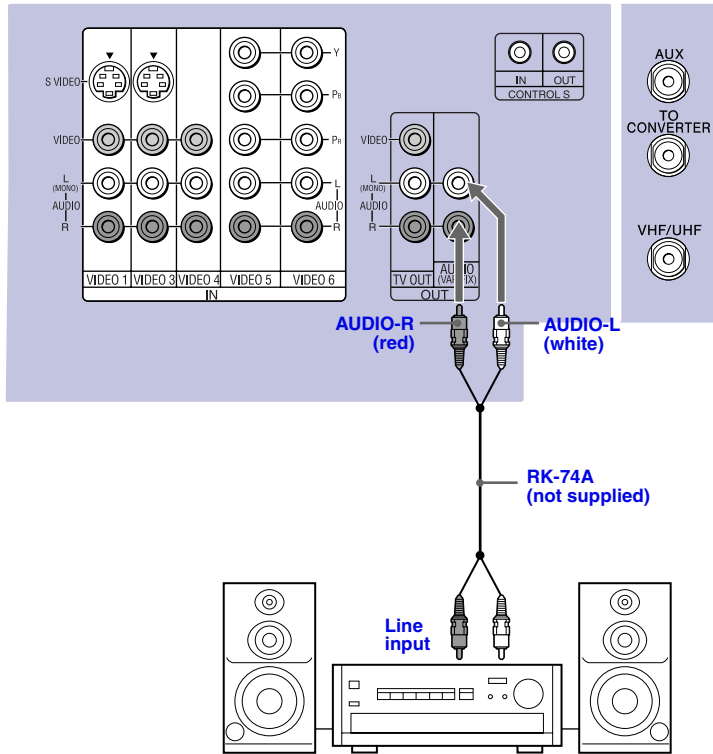 S VIDEO
VIDEO
L
(MONO)
AUDIO
R
Y
PB
PR
L
AUDIO
R
VIDEO 1 VIDEO 3 VIDEO 4 VIDEO 5 VIDEO 6
IN
VIDEO
L
(MONO)
AUDIO
R
TV OUT
AUDIO
(VAR/FIX)
OUT
IN OUT
CONTROL S
AUX
TO
CONVERTER
VHF/UHF
AUDIO-R
(red)
AUDIO-L
(white)
RK-74A
(not supplied)
Line
input